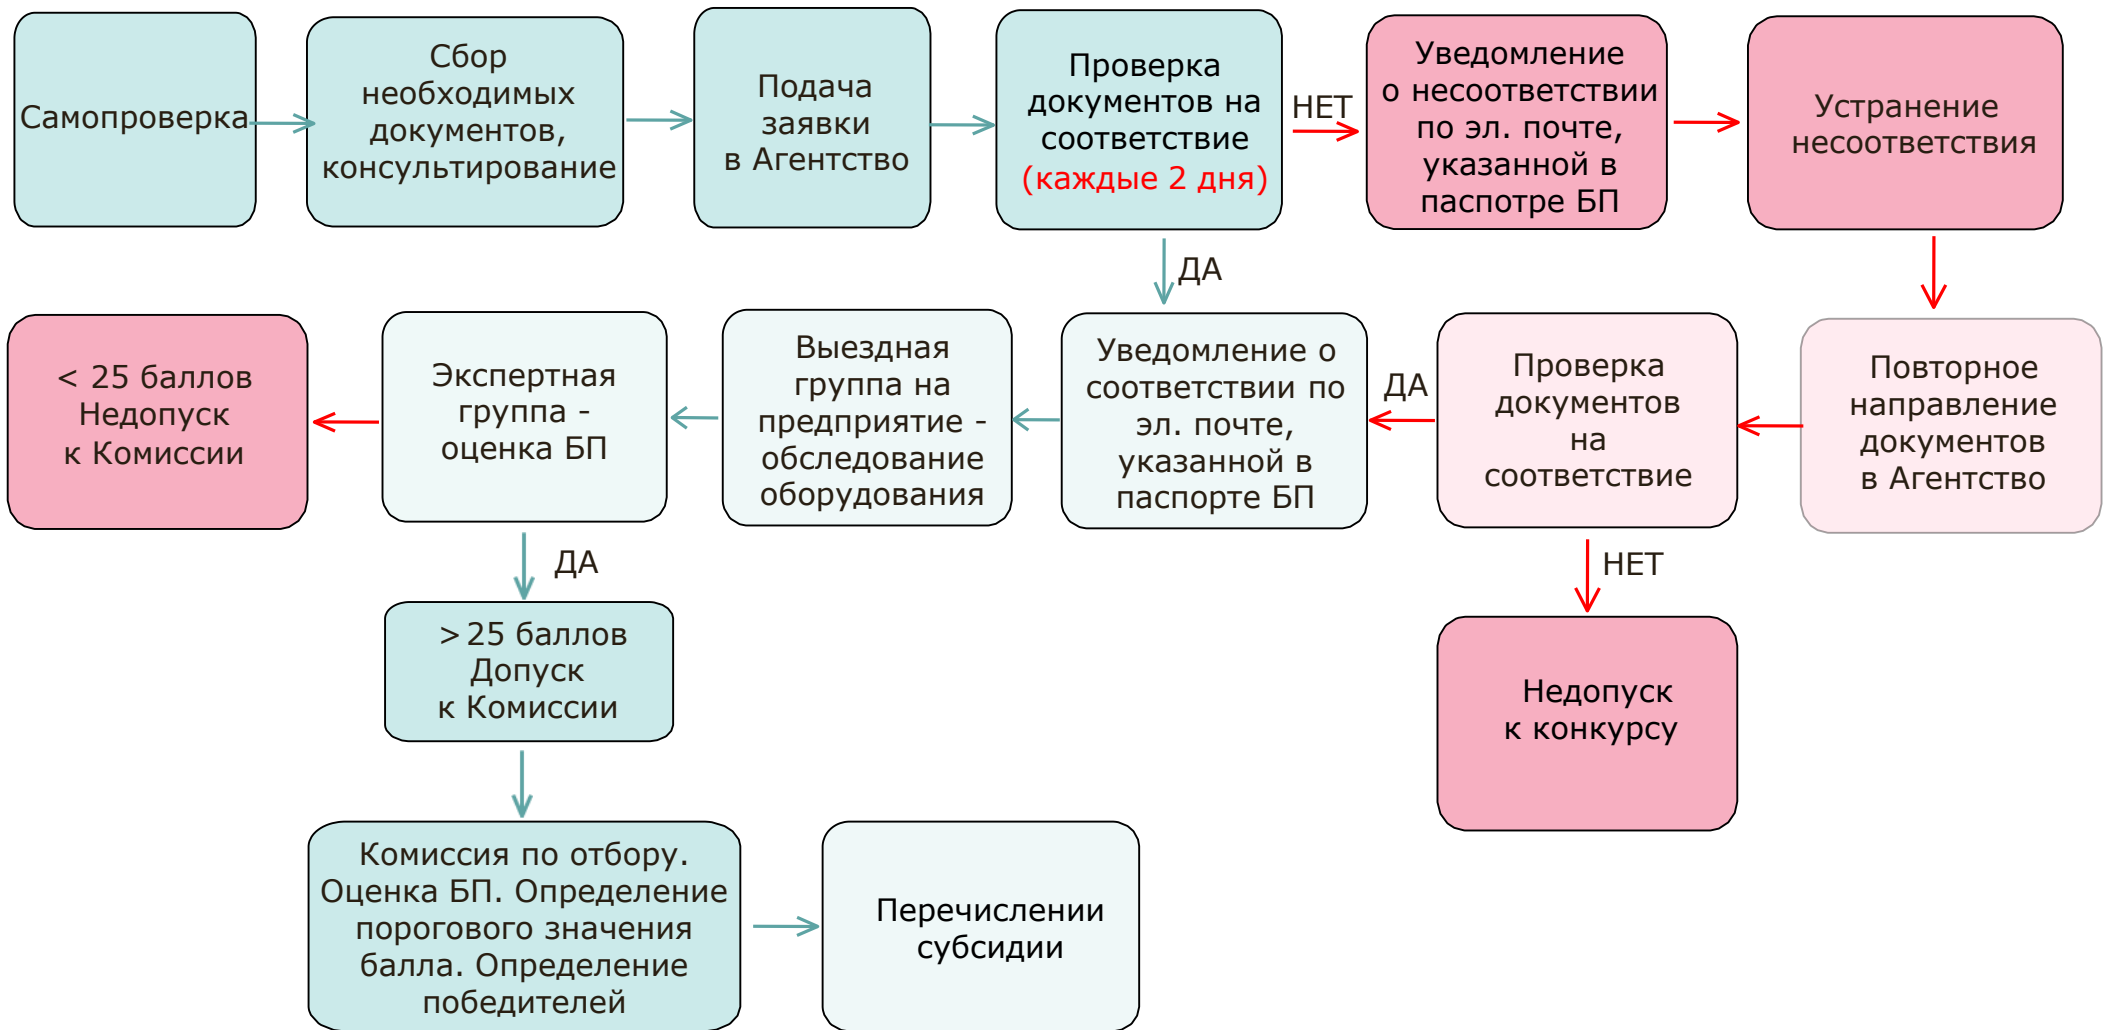 Самопроверка
Сбор
необходимых
документов,
консультирование
Подача
заявки
в Агентство
Проверка
документов на
соответствие
(каждые 2 дня)
НЕТ
Уведомление
о несоответствии
по эл. почте,
указанной в
паспотре БП
Устранение
несоответствия
ДА
< 25 баллов
Недопуск
к Комиссии
Экспертная
группа -
оценка БП
Выездная
группа на
предприятие -
обследование
оборудования
Уведомление о
соответствии по
эл. почте,
указанной в
паспорте БП
ДА
Проверка
документов
на
соответствие
Повторное
направление
документов
в Агентство
ДА
НЕТ
> 25 баллов
Допуск
к Комиссии
Недопуск
к конкурсу
Комиссия по отбору.
Оценка БП. Определение
порогового значения
балла. Определение
победителей
Перечислении
субсидии